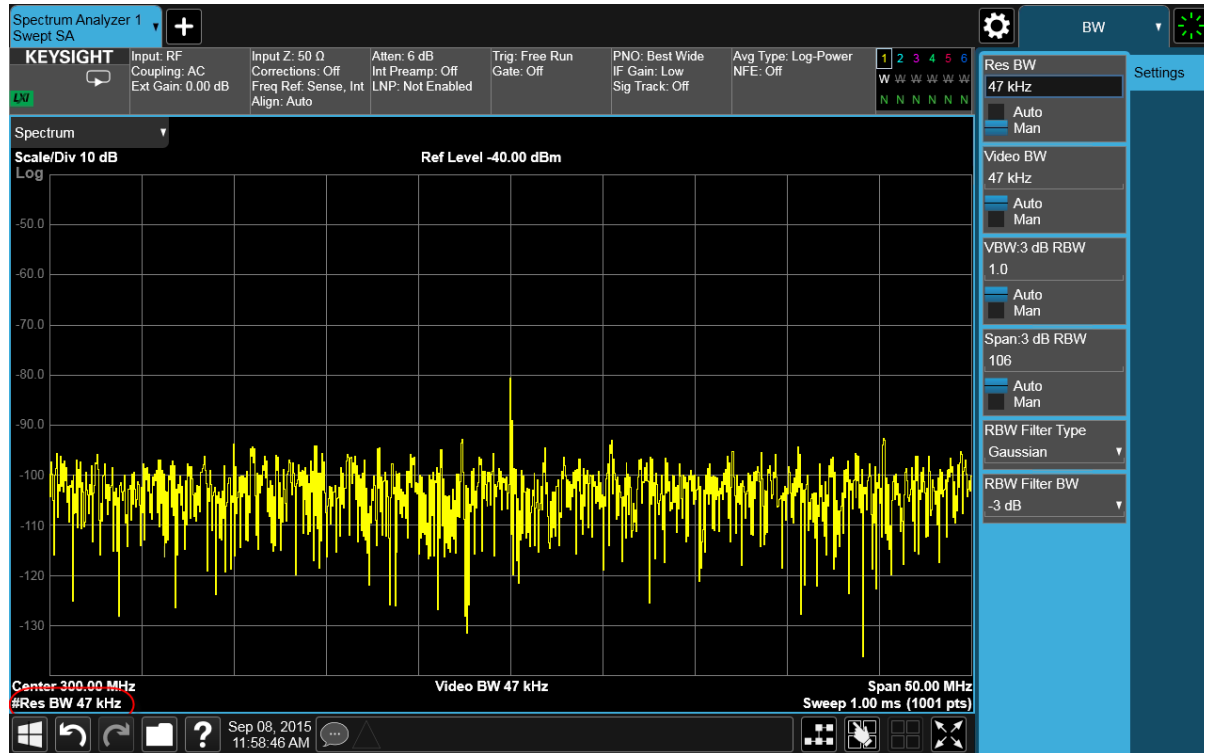 Spectrum Analyzer 1
Swept SA
BW
KEYSIGHT
LXI
Input: RF
Coupling: AC
Ext Gain: 0.00 dB
Input Z: 50 Ω
Corrections: Off
Freq Ref: Sense, Int
Align: Auto
Atten: 6 dB
Int Preamp: Off
LNP: Not Enabled
Trig: Free Run
Gate: Off
PNO: Best Wide
IF Gain: Low
Sig Track: Off
Avg Type: Log-Power
NFE: Off
1 2 3 4 5 6
W W W W W W
N N N N N N
Spectrum
Scale/Div 10 dB
Ref Level -40.00 dBm
Log
-50.0
-60.0
-70.0
-80.0
-90.0
-100
-110
-120
-130
Center 300.00 MHz
#Res BW 47 kHz
Video BW 47 kHz
Span 50.00 MHz
Sweep 1.00 ms (1001 pts)
?
Sep 08, 2015
11:58:46 AM
Res BW
47 kHz
Auto
Man
Video BW
47 kHz
Auto
Man
VBW:3 dB RBW
1.0
Auto
Man
Span:3 dB RBW
106
Auto
Man
RBW Filter Type
Gaussian
RBW Filter BW
-3 dB
Settings